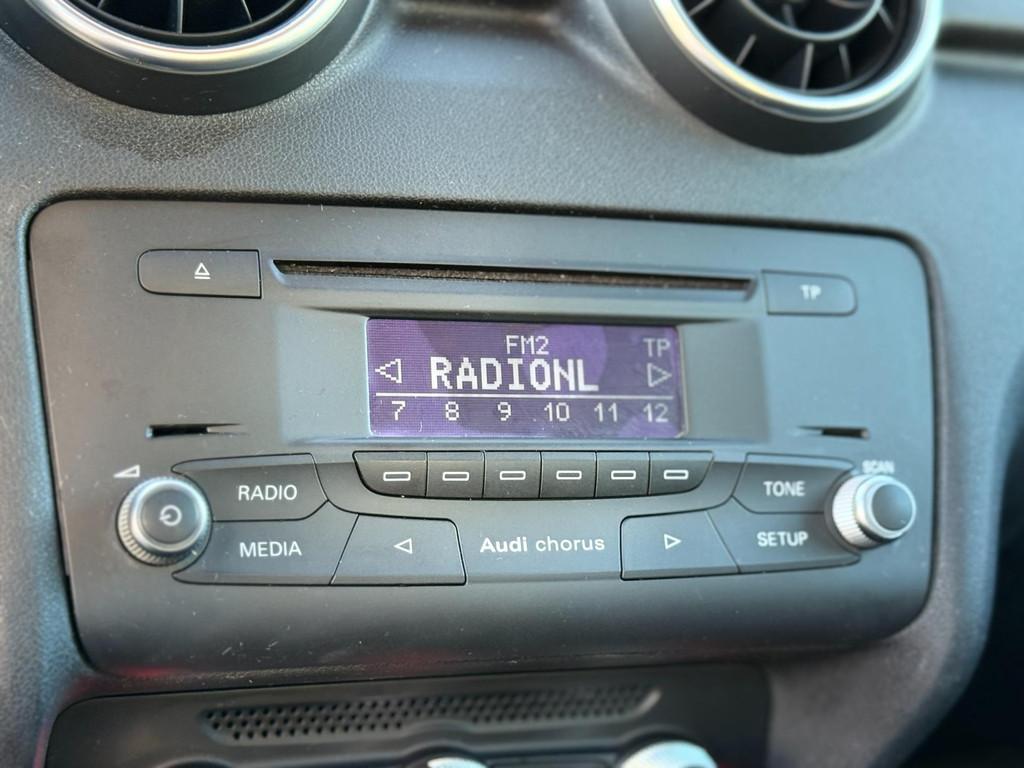 TP
FM2 TP
RADIONL
7 8 9 10 11 12
SCAN
RADIO
TONE
MEDIA
Audi chorus
SETUP